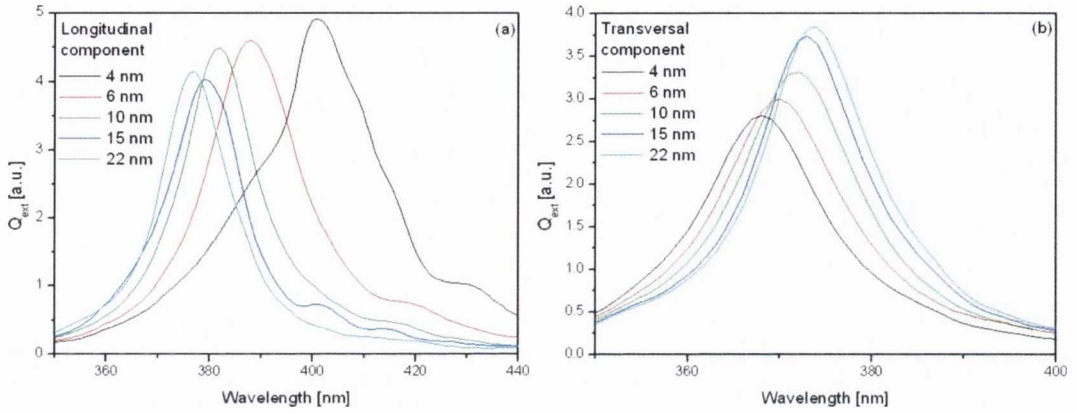 Longitudinal
component
4 nm
6 nm
10 nm
15 nm
22 nm
(a)
5
4
3
2
1
0
Q_ext [a.u.]
360
380
400
420
440
Wavelength [nm]
Transversal
component
4 nm
6 nm
10 nm
15 nm
22 nm
(b)
4.0
3.5
3.0
2.5
2.0
1.5
1.0
0.5
0.0
Q_ext [a.u.]
360
380
400
Wavelength [nm]